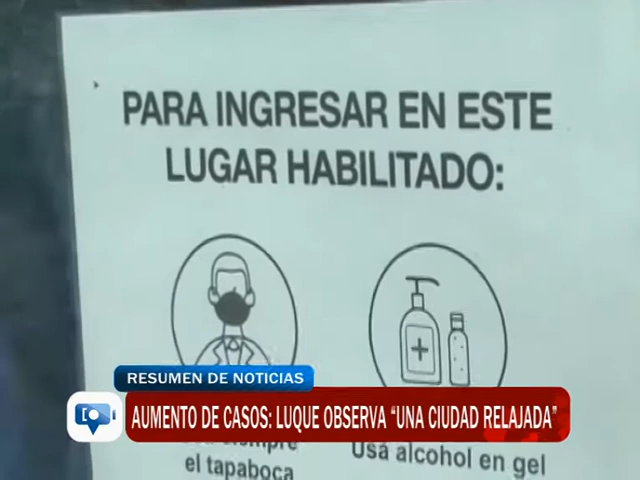 PARA INGRESAR EN ESTE
LUGAR HABILITADO:
RESUMEN DE NOTICIAS
AUMENTO DE CASOS: LUQUE OBSERVA “UNA CIUDAD RELAJADA”
siempre
el tapaboca
Usá alcohol en gel